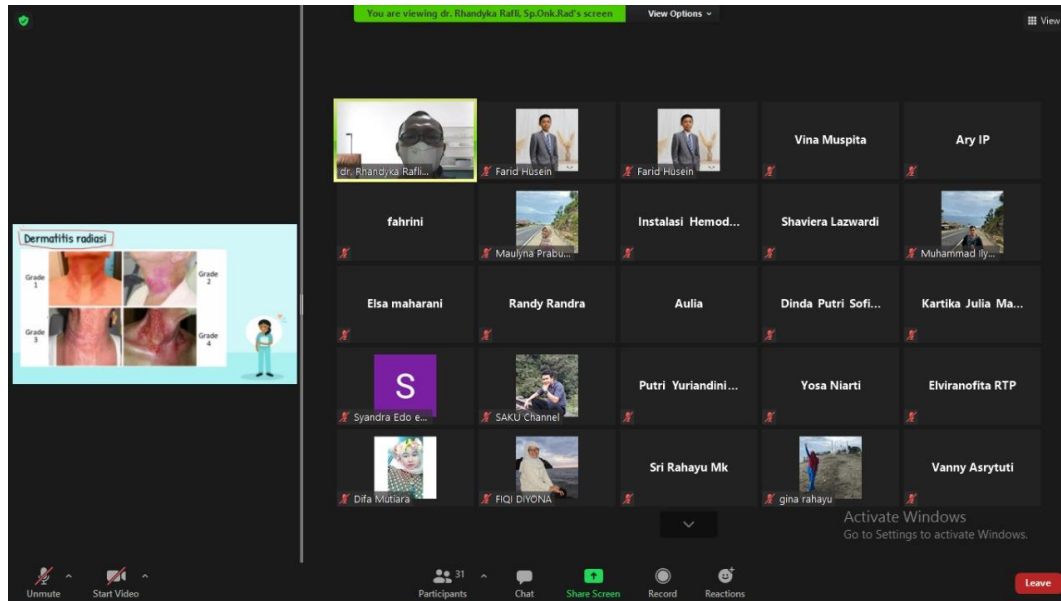 You are viewing dr. Rhandyka Rafli, Sp.Onk.Rad's screen
View Options
View
Dermatitis radiasi
Grade
1
Grade
2
Grade
3
Grade
4
dr. Rhandyka Rafli...
Farid Husein
Farid Husein
Vina Muspita
Ary IP
fahrini
Maulyna Prabu...
Instalasi Hemod...
Shaviera Lazwardi
Muhammad Ily...
Elsa maharani
Randy Randra
Aulia
Dinda Putri Sofi...
Kartika Julia Ma...
S
Syandra Edo e...
SAKU Channel
Putri Yuriandini...
Yosa Niarti
Elviranofita RTP
Difa Mutiara
FIQI DIYONA
Sri Rahayu Mk
gina rahayu
Vanny Asrytuti
Activate Windows
Go to Settings to activate Windows.
Unmute
Start Video
31
Participants
Chat
Share Screen
Record
Reactions
Leave